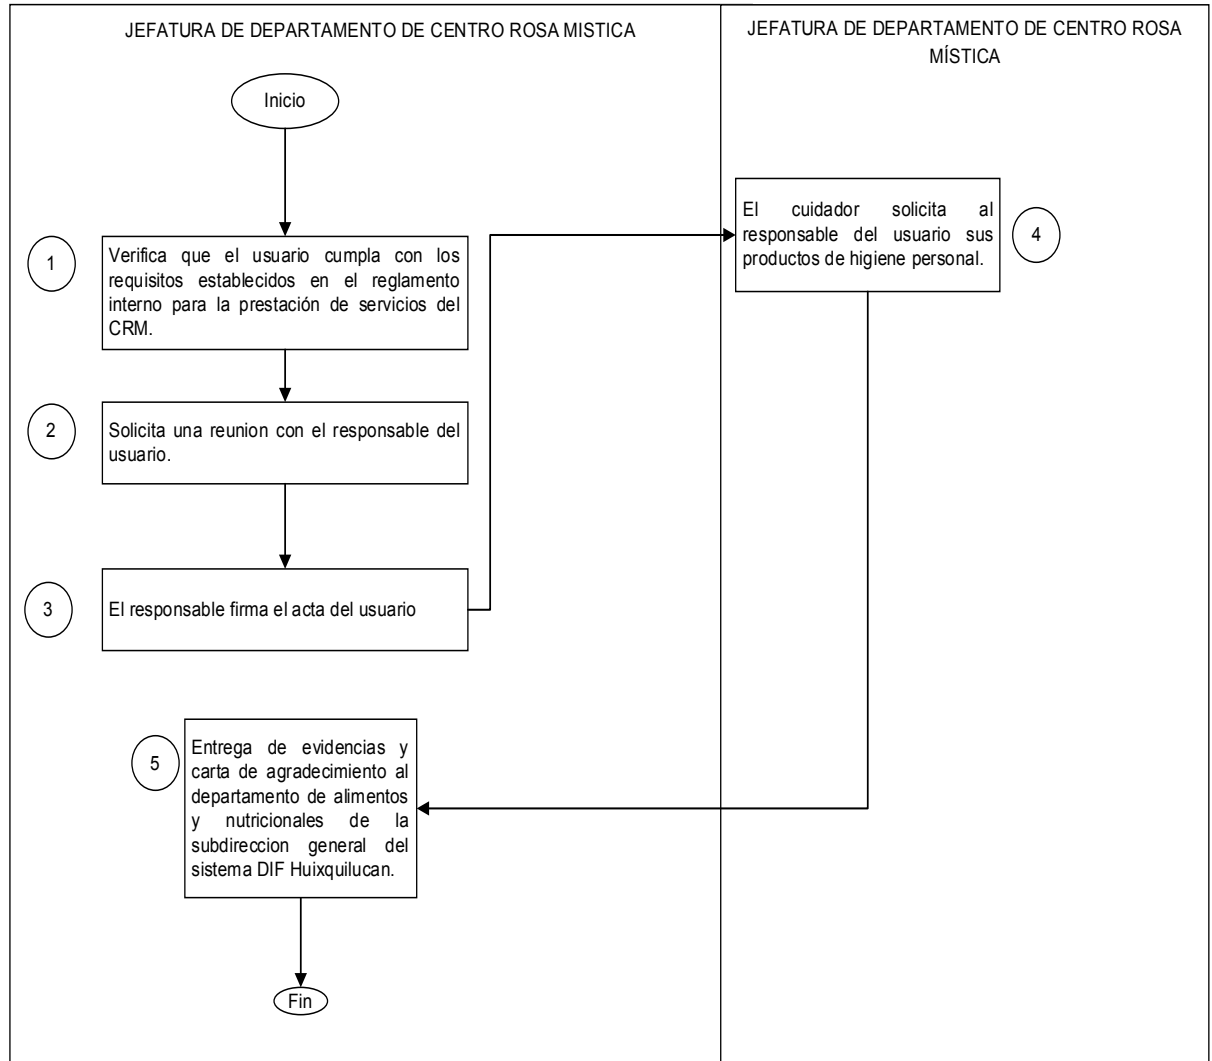 JEFATURA DE DEPARTAMENTO DE CENTRO ROSA MISTICA
JEFATURA DE DEPARTAMENTO DE CENTRO ROSA
MÍSTICA
Inicio
1
Verifica que el usuario cumpla con los
requisitos establecidos en el reglamento
interno para la prestación de servicios del
CRM.
2
Solicita una reunion con el responsable del
usuario.
3
El responsable firma el acta del usuario
El cuidador solicita al
responsable del usuario sus
productos de higiene personal.
4
5
Entrega de evidencias y
carta de agradecimiento al
departamento de alimentos
y nutricionales de la
subdireccion general del
sistema DIF Huixquilucan.
Fin